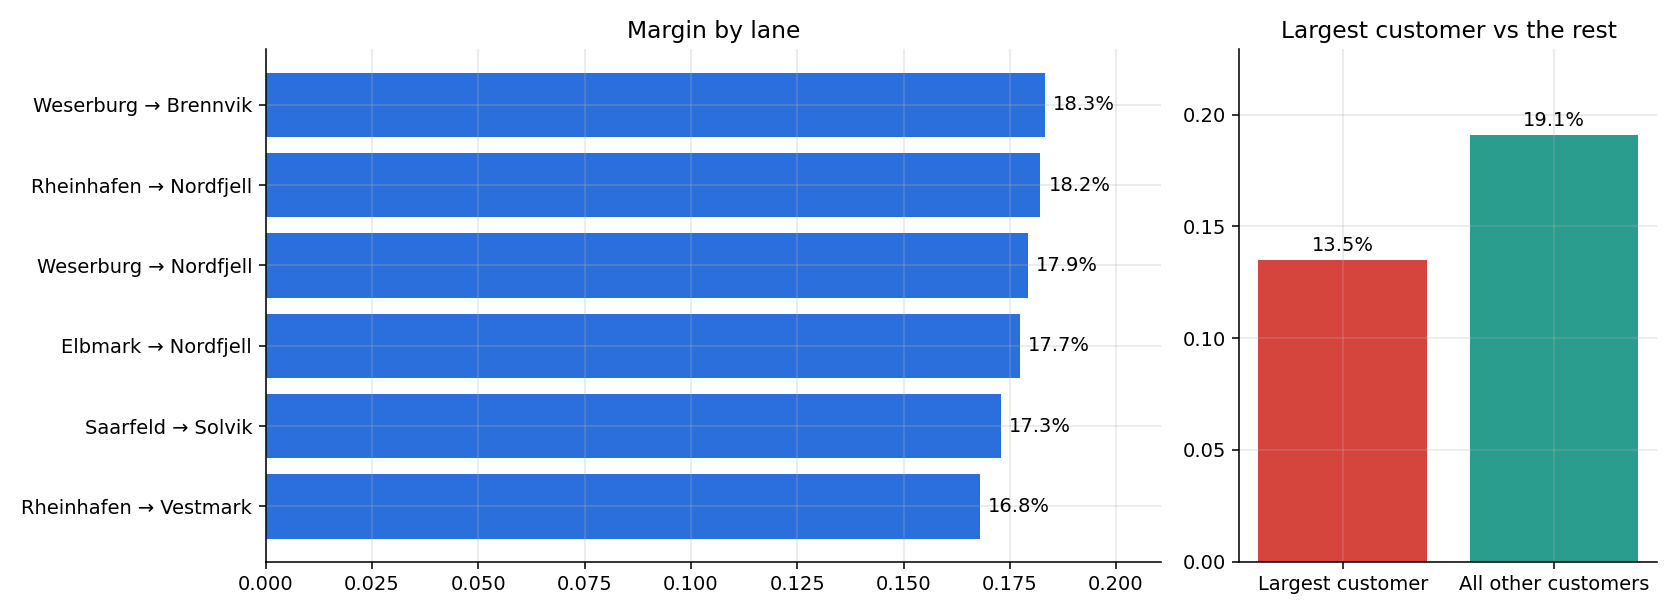 Margin by lane
Weserburg → Brennvik
18.3%
Rheinhafen → Nordfjell
18.2%
Weserburg → Nordfjell
17.9%
Elbmark → Nordfjell
17.7%
Saarfeld → Solvik
17.3%
Rheinhafen → Vestmark
16.8%
0.000 0.025 0.050 0.075 0.100 0.125 0.150 0.175 0.200
Largest customer vs the rest
0.20
0.15
0.10
0.05
0.00
13.5%
19.1%
Largest customer All other customers